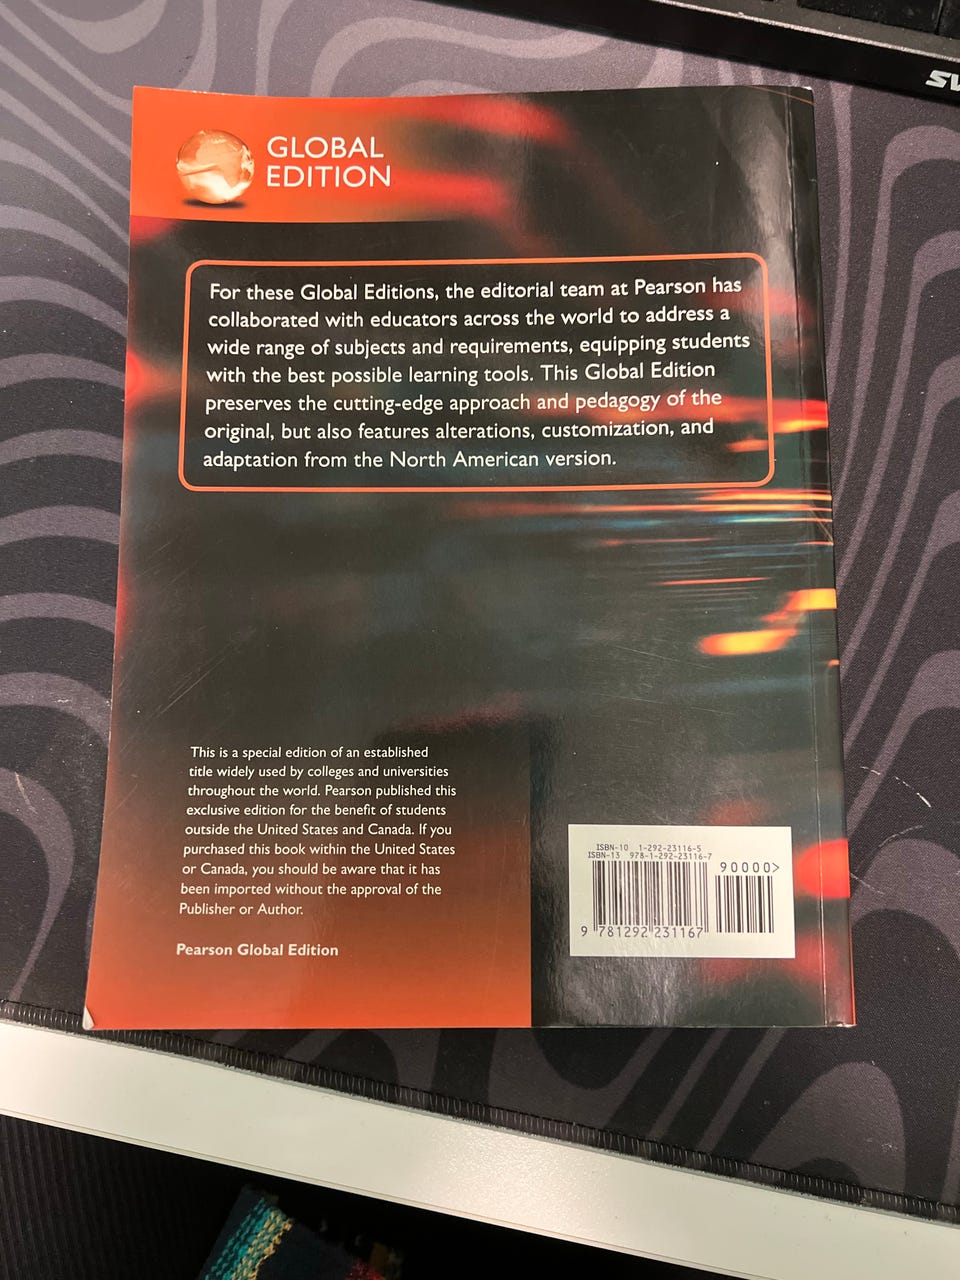 GLOBAL
EDITION
For these Global Editions, the editorial team at Pearson has
collaborated with educators across the world to address a
wide range of subjects and requirements, equipping students
with the best possible learning tools. This Global Edition
preserves the cutting-edge approach and pedagogy of the
original, but also features alterations, customization, and
adaptation from the North American version.
This is a special edition of an established
title widely used by colleges and universities
throughout the world. Pearson published this
exclusive edition for the benefit of students
outside the United States and Canada. If you
purchased this book within the United States
or Canada, you should be aware that it has
been imported without the approval of the
Publisher or Author.
Pearson Global Edition
ISBN-10 1-292-23116-5
ISBN-13 978-1-292-23116-7
90000>
9 781292 231167